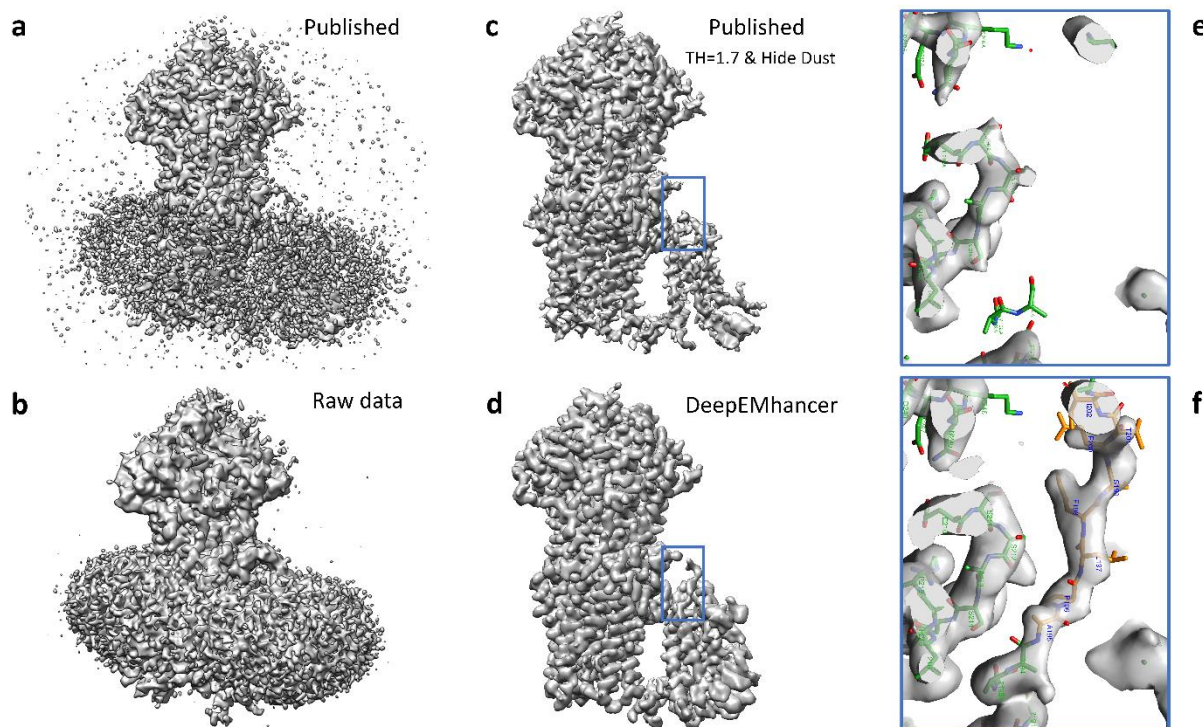 a
Published
c
Published
TH=1.7 & Hide Dust
e
b
Raw data
d
DeepEMhancer
f